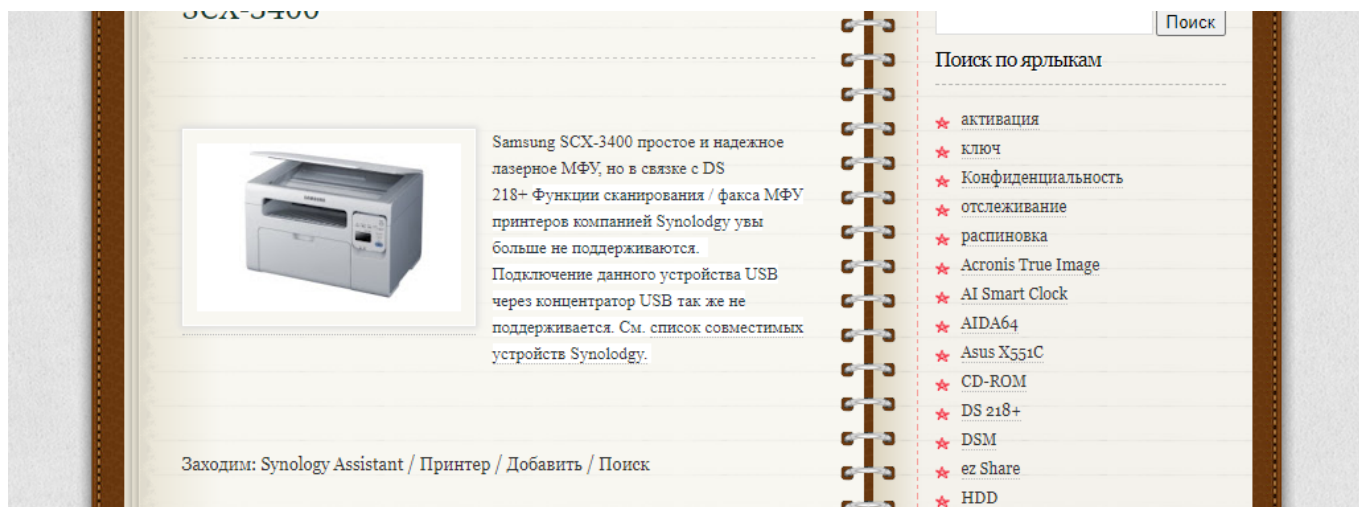 SCX-3400
Samsung SCX-3400 простое и надежное
лазерное МФУ, но в связке с DS
218+ Функции сканирования / факса МФУ
принтеров компанией Synolodgy увы
больше не поддерживаются.
Подключение данного устройства USB
через концентратор USB так же не
поддерживается. См. список совместимых
устройств Synolodgy.
Заходим: Synology Assistant / Принтер / Добавить / Поиск
Поиск
Поиск по ярлыкам
активация
ключ
Конфиденциальность
отслеживание
распиновка
Acronis True Image
AI Smart Clock
AIDA64
Asus X551C
CD-ROM
DS 218+
DSM
ez Share
HDD
SAMSUNG